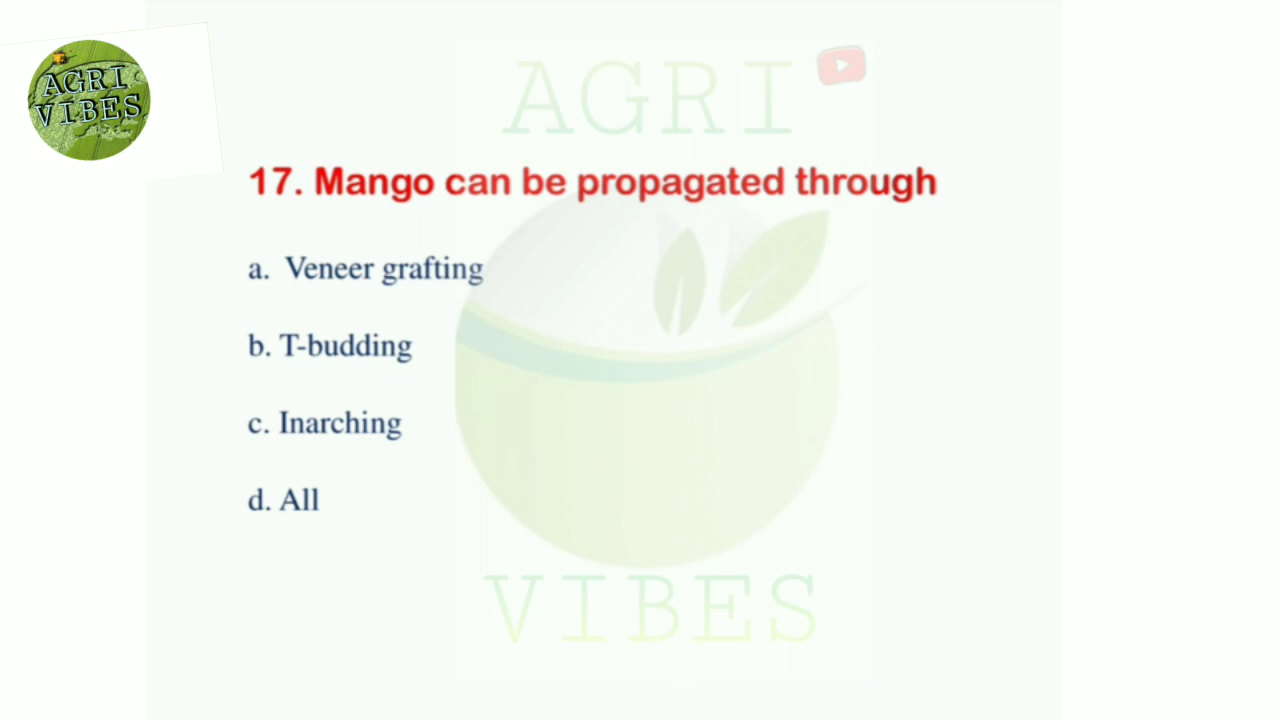 AGRI
VIBES
AGRI
17. Mango can be propagated through
a. Veneer grafting
b. T-budding
c. Inarching
d. All
VIBES